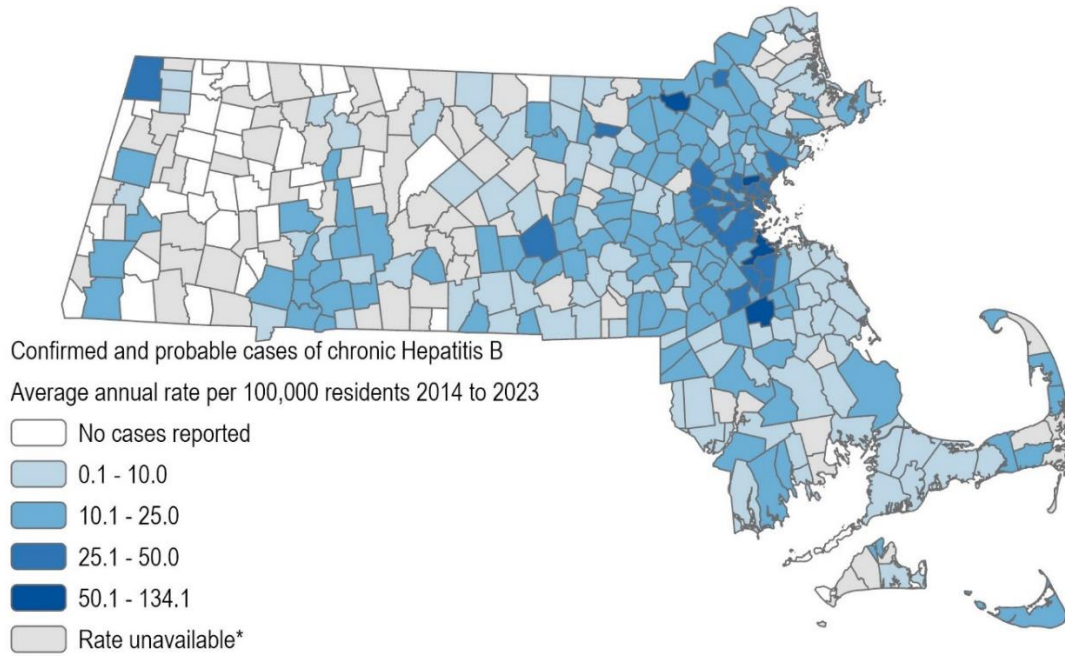 Confirmed and probable cases of chronic Hepatitis B
Average annual rate per 100,000 residents 2014 to 2023
No cases reported
0.1 - 10.0
10.1 - 25.0
25.1 - 50.0
50.1 - 134.1
Rate unavailable*